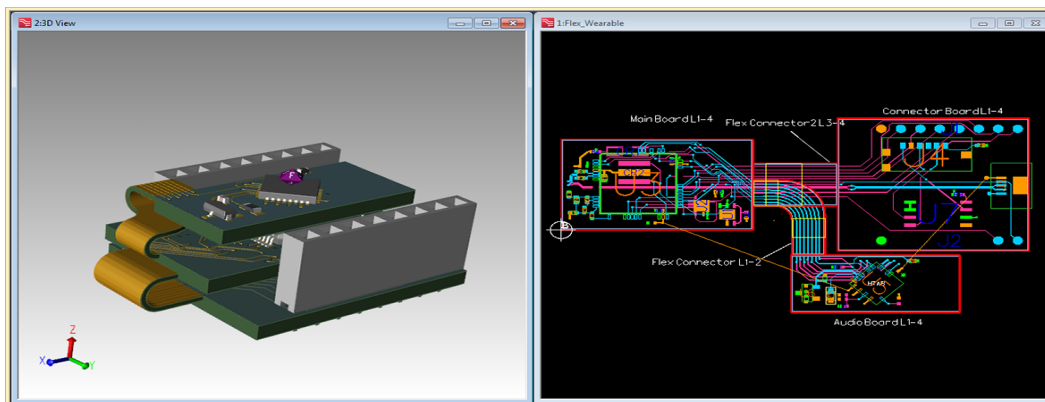 2:3D View
F
Z
X
Y
1:Flex_Wearable
Connector Board L1-4
Main Board L1-4
Flex Connector2 L3-4
B
J2
Flex Connector L1-2
Audio Board L1-4